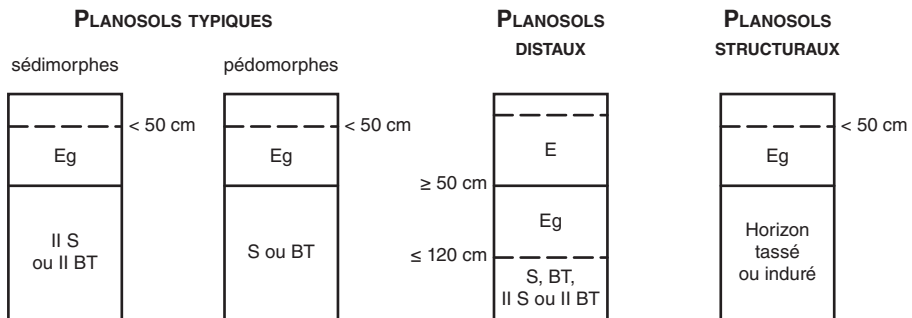 PLANOSOLS TYPIQUES
sédimorphes
pédomorphes
< 50 cm
Eg
II S
ou II BT
< 50 cm
Eg
S ou BT
PLANOSOLS
DISTAUX
E
≥ 50 cm
Eg
≤ 120 cm
S, BT,
II S ou II BT
PLANOSOLS
STRUCTURAUX
< 50 cm
Eg
Horizon
tassé
ou induré